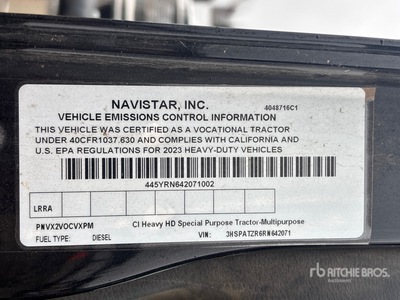 NAVISTAR, INC.
4048716C1
VEHICLE EMISSIONS CONTROL INFORMATION
THIS VEHICLE WAS CERTIFIED AS A VOCATIONAL TRACTOR
UNDER 40CFR1037.630 AND COMPLIES WITH CALIFORNIA AND
U.S. EPA REGULATIONS FOR 2023 HEAVY-DUTY VEHICLES
445YRN642071002
LRRA
PNVX2VOCVXPM CI Heavy HD Special Purpose Tractor-Multipurpose
FUEL TYPE: DIESEL VIN: 3HSPATZR6RN642071
rb RITCHIE BROS.